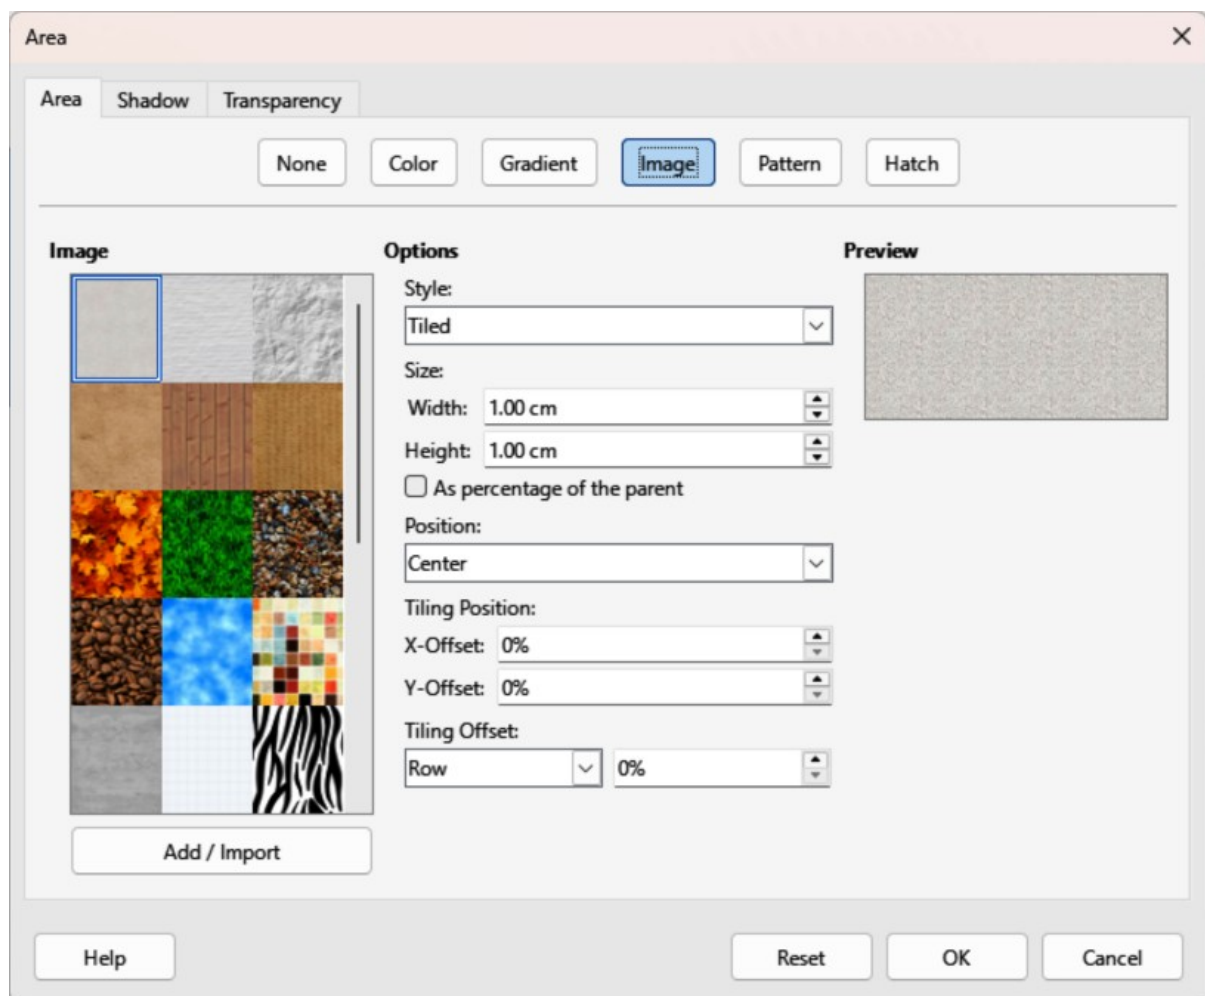 Area
Area Shadow Transparency
None Color Gradient Image Pattern Hatch
Image
Options
Style:
Tiled
Size:
Width: 1.00 cm
Height: 1.00 cm
As percentage of the parent
Position:
Center
Tiling Position:
X-Offset: 0%
Y-Offset: 0%
Tiling Offset:
Row 0%
Preview
Add / Import
Help Reset OK Cancel